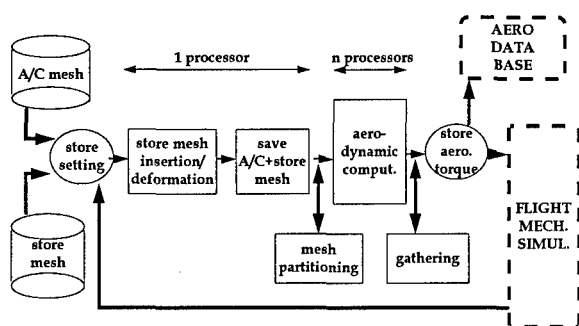 1 processor
n processors
AERO
DATA
BASE
A/C mesh
store
setting
store mesh
insertion/
deformation
save
A/C+store
mesh
aero-
dynamic
comput.
store
aero.
torque
FLIGHT
MECH.
SIMUL.
store
mesh
mesh
partitioning
gathering